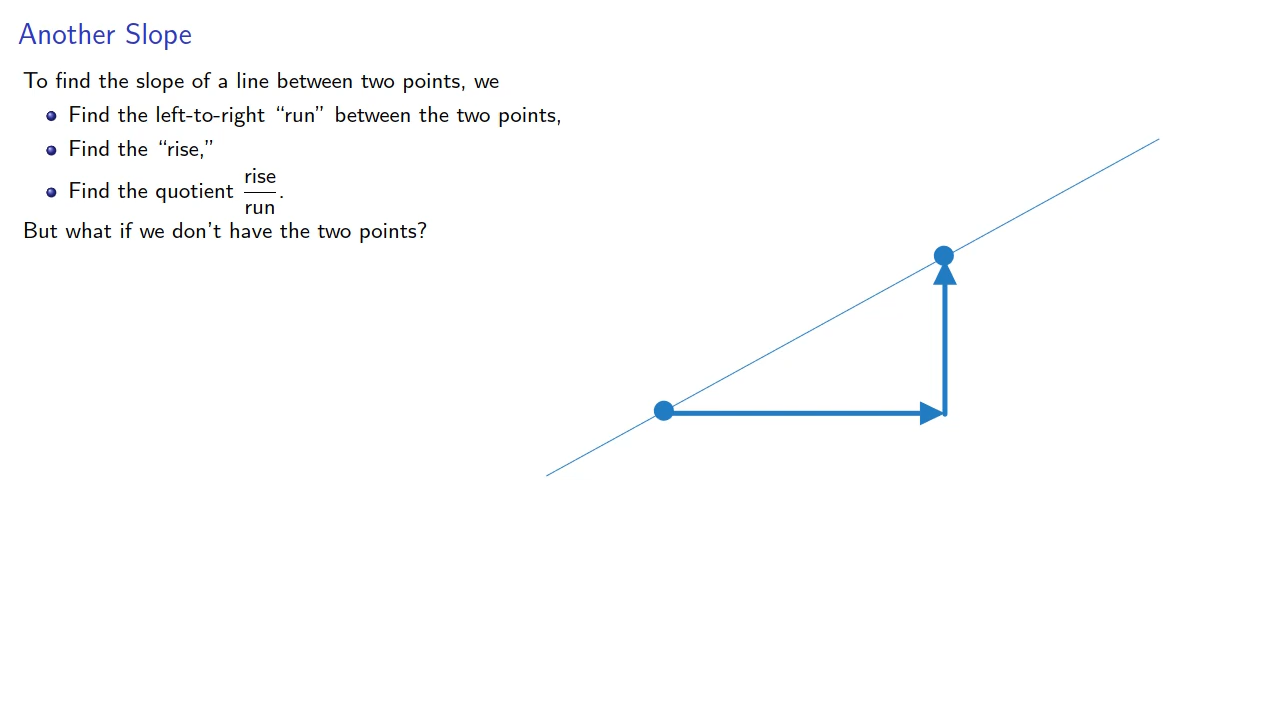 Another Slope
To find the slope of a line between two points, we
Find the left-to-right “run” between the two points,
Find the “rise,”
Find the quotient rise/run.
But what if we don’t have the two points?